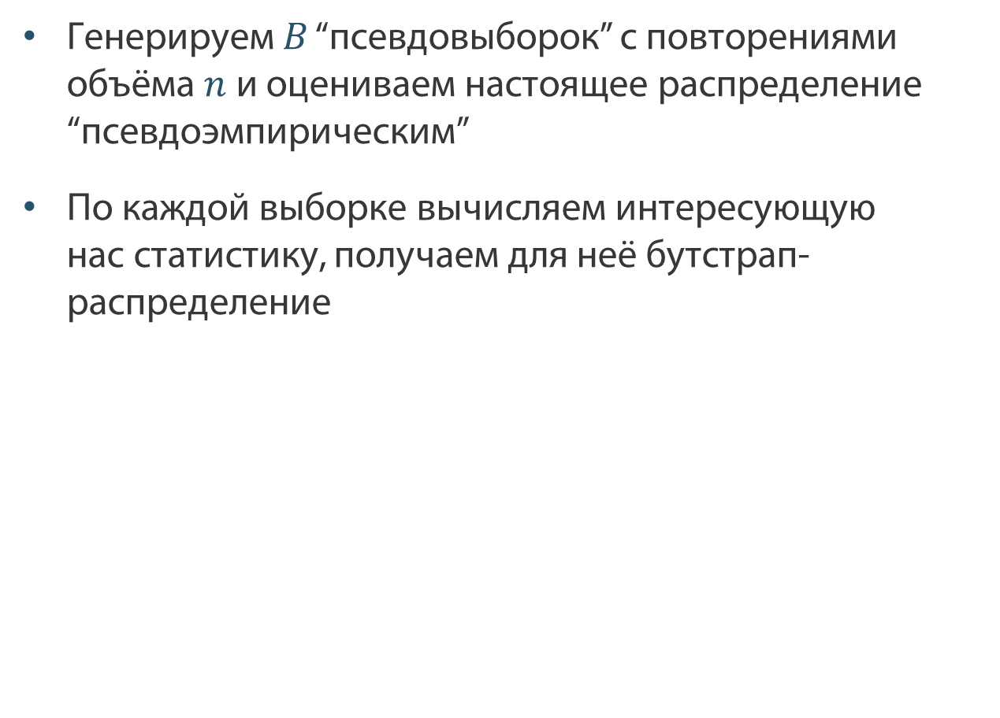 • Генерируем B “псевдовыборок” с повторениями
объёма n и оцениваем настоящее распределение
“псевдоэмпирическим”
• По каждой выборке вычисляем интересующую
нас статистику, получаем для неё бутстрап-
распределение